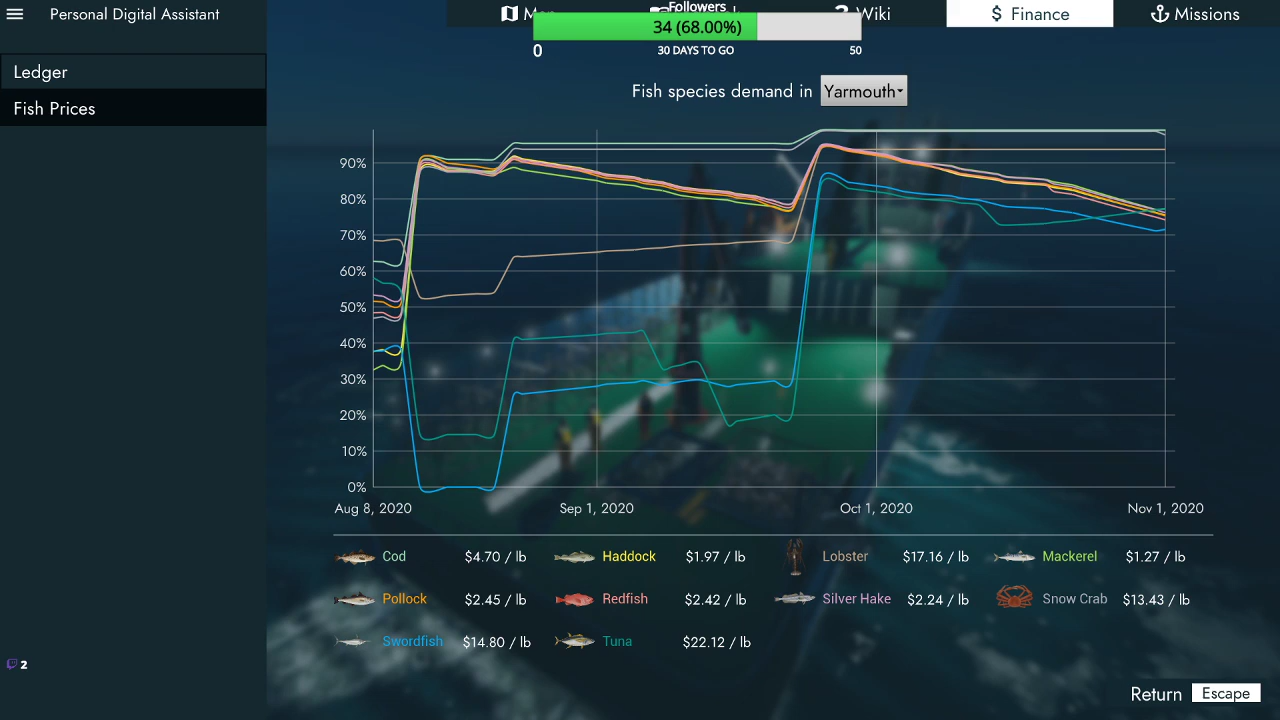 Personal Digital Assistant
Followers
Wiki
$ Finance
Missions
34 (68.00%)
0
30 DAYS TO GO
50
Ledger
Fish Prices
Fish species demand in Yarmouth
90%
80%
70%
60%
50%
40%
30%
20%
10%
0%
Aug 8, 2020 Sep 1, 2020 Oct 1, 2020 Nov 1, 2020
Cod $4.70 / lb Haddock $1.97 / lb Lobster $17.16 / lb Mackerel $1.27 / lb
Pollock $2.45 / lb Redfish $2.42 / lb Silver Hake $2.24 / lb Snow Crab $13.43 / lb
Swordfish $14.80 / lb Tuna $22.12 / lb
2
Return Escape